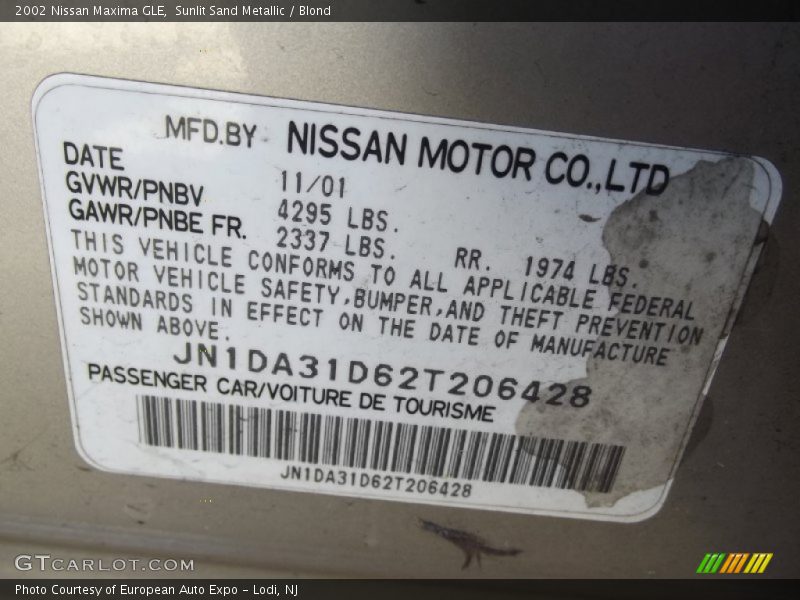 2002 Nissan Maxima GLE, Sunlit Sand Metallic / Blond
MFD.BY NISSAN MOTOR CO.,LTD
DATE 11/01
GVWR/PNBV 4295 LBS.
GAWR/PNBE FR. 2337 LBS. RR. 1974 LBS.
THIS VEHICLE CONFORMS TO ALL APPLICABLE FEDERAL
MOTOR VEHICLE SAFETY,BUMPER,AND THEFT PREVENTION
STANDARDS IN EFFECT ON THE DATE OF MANUFACTURE
SHOWN ABOVE.
JN1DA31D62T206428
PASSENGER CAR/VOITURE DE TOURISME
JN1DA31D62T206428
GTCARLOT.COM
Photo Courtesy of European Auto Expo - Lodi, NJ